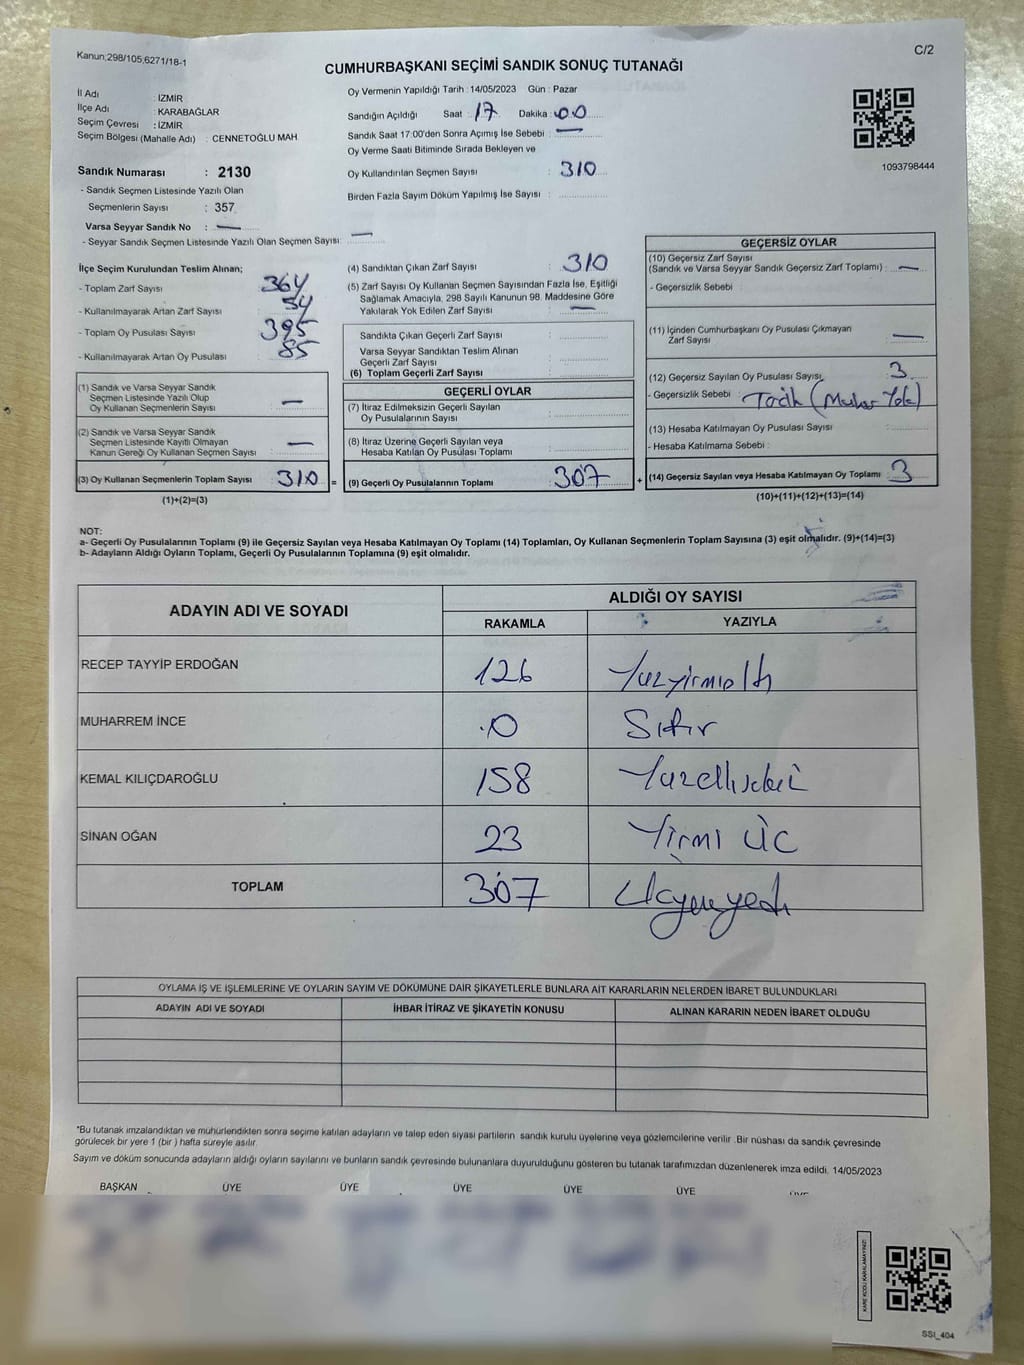 Kanun;298/105,6271/18-1
C/2
CUMHURBAŞKANI SEÇİMİ SANDIK SONUÇ TUTANAĞI
İl Adı : İZMİR
İlçe Adı : KARABAĞLAR
Seçim Çevresi : İZMİR
Seçim Bölgesi (Mahalle Adı) : CENNETOĞLU MAH
Sandık Numarası : 2130
- Sandık Seçmen Listesinde Yazılı Olan
Seçmenlerin Sayısı : 357
Varsa Seyyar Sandık No : —
- Seyyar Sandık Seçmen Listesinde Yazılı Olan Seçmen Sayısı: —
Oy Vermenin Yapıldığı Tarih : 14/05/2023 Gün : Pazar
Sandığın Açıldığı Saat : 17 Dakika : 00
Sandık Saat 17:00'den Sonra Açımış İse Sebebi : —
Oy Verme Saati Bitiminde Sırada Bekleyen ve
Oy Kullandırılan Seçmen Sayısı : 310
Birden Fazla Sayım Döküm Yapılmış İse Sayısı :
1093798444
İlçe Seçim Kurulundan Teslim Alınan;
- Toplam Zarf Sayısı : 364
- Kullanılmayarak Artan Zarf Sayısı : 54
- Toplam Oy Pusulası Sayısı : 395
- Kullanılmayarak Artan Oy Pusulası : 85
(1) Sandık ve Varsa Seyyar Sandık
Seçmen Listesinde Yazılı Olup
Oy Kullanan Seçmenlerin Sayısı : —
(2) Sandık ve Varsa Seyyar Sandık
Seçmen Listesinde Kayıtlı Olmayan
Kanun Gereği Oy Kullanan Seçmen Sayısı : —
(3) Oy Kullanan Seçmenlerin Toplam Sayısı : 310 =
(1)+(2)=(3)
(4) Sandıktan Çıkan Zarf Sayısı : 310
(5) Zarf Sayısı Oy Kullanan Seçmen Sayısından Fazla İse, Eşitliği
Sağlamak Amacıyla, 298 Sayılı Kanunun 98. Maddesine Göre
Yakılarak Yok Edilen Zarf Sayısı : —
Sandıkta Çıkan Geçerli Zarf Sayısı :
Varsa Seyyar Sandıktan Teslim Alınan
Geçerli Zarf Sayısı :
(6) Toplam Geçerli Zarf Sayısı :
GEÇERLİ OYLAR
(7) İtiraz Edilmeksizin Geçerli Sayılan
Oy Pusulalarının Sayısı :
(8) İtiraz Üzerine Geçerli Sayılan veya
Hesaba Katılan Oy Pusulası Toplamı :
(9) Geçerli Oy Pusulalarının Toplamı : 307 +
GEÇERSİZ OYLAR
(10) Geçersiz Zarf Sayısı
(Sandık ve Varsa Seyyar Sandık Geçersiz Zarf Toplamı) : —
- Geçersizlik Sebebi :
(11) İçinden Cumhurbaşkanı Oy Pusulası Çıkmayan
Zarf Sayısı : —
(12) Geçersiz Sayılan Oy Pusulası Sayısı : 3
- Geçersizlik Sebebi :
(13) Hesaba Katılmayan Oy Pusulası Sayısı :
- Hesaba Katılmama Sebebi :
(14) Geçersiz Sayılan veya Hesaba Katılmayan Oy Toplamı : 3
(10)+(11)+(12)+(13)=(14)
NOT:
a- Geçerli Oy Pusulalarının Toplamı (9) ile Geçersiz Sayılan veya Hesaba Katılmayan Oy Toplamı (14) Toplamları, Oy Kullanan Seçmenlerin Toplam Sayısına (3) eşit olmalıdır. (9)+(14)=(3)
b- Adayların Aldığı Oyların Toplamı, Geçerli Oy Pusulalarının Toplamına (9) eşit olmalıdır.
ADAYIN ADI VE SOYADI
ALDIĞI OY SAYISI
RAKAMLA YAZIYLA
RECEP TAYYİP ERDOĞAN 126 Yüzyirmialtı
MUHARREM İNCE 0 Sıfır
KEMAL KILIÇDAROĞLU 158 Yüzellisekiz
SİNAN OĞAN 23 Yirmi Üç
TOPLAM 307 Üçyüzyedi
OYLAMA İŞ VE İŞLEMLERİNE VE OYLARIN SAYIM VE DÖKÜMÜNE DAİR ŞİKAYETLERLE BUNLARA AİT KARARLARIN NELERDEN İBARET BULUNDUKLARI
ADAYIN ADI VE SOYADI İHBAR İTİRAZ VE ŞİKAYETİN KONUSU ALINAN KARARIN NEDEN İBARET OLDUĞU
*Bu tutanak imzalandıktan ve mühürlendikten sonra seçime katılan adayların ve talep eden siyasi partilerin sandık kurulu üyelerine veya gözlemcilerine verilir .Bir nüshası da sandık çevresinde
görülecek bir yere 1 (bir ) hafta süreyle asılır.
Sayım ve döküm sonucunda adayların aldığı oyların sayılarını ve bunların sandık çevresinde bulunanlara duyurulduğunu gösteren bu tutanak tarafımızdan düzenlenerek imza edildi. 14/05/2023
BAŞKAN ÜYE ÜYE ÜYE ÜYE ÜYE
KARE KODU KARALAMAYINIZ!
SSI_404